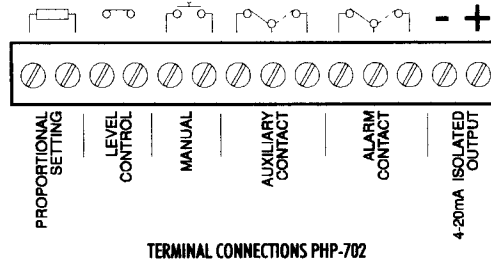 - +
PROPORTIONAL
SETTING
LEVEL
CONTROL
MANUAL
AUXILIARY
CONTACT
ALARM
CONTACT
4-20mA ISOLATED
OUTPUT
TERMINAL CONNECTIONS PHP-702